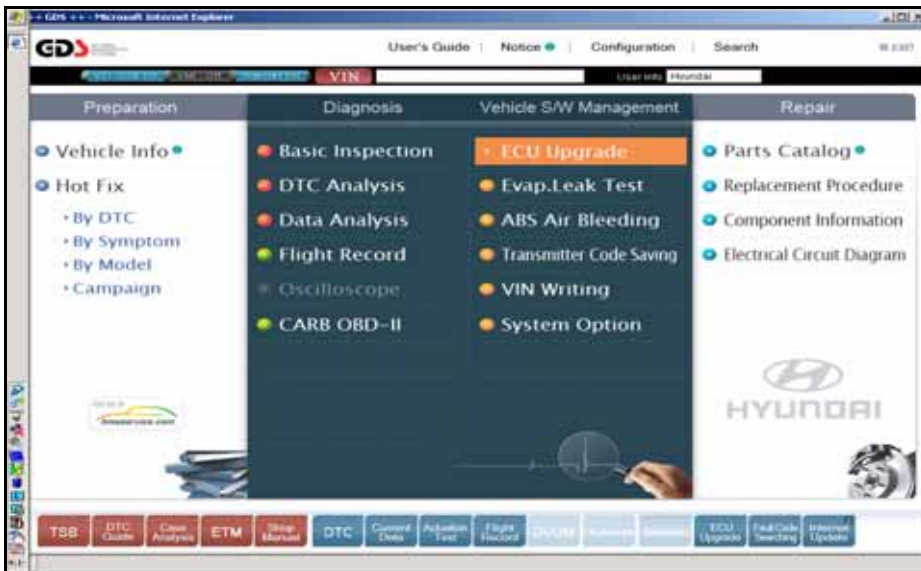 ++ GDS ++ - Microsoft Internet Explorer
GDS
User's Guide | Notice | Configuration | Search
EXIT
VIN
User Info Hyundai
Preparation
Vehicle Info
Hot Fix
By DTC
By Symptom
By Model
Campaign
Diagnosis
Basic Inspection
DTC Analysis
Data Analysis
Flight Record
Oscilloscope
CARB OBD-II
Vehicle S/W Management
ECU Upgrade
Evap.Leak Test
ABS Air Bleeding
Transmitter Code Saving
VIN Writing
System Option
Repair
Parts Catalog
Replacement Procedure
Component Information
Electrical Circuit Diagram
HYUNDAI
TSB
DTC
Guide
Case
Analysis
ETM
Shop
Manual
DTC
Current
Data
Actuation
Test
Flight
Record
DVOM
ECU
Upgrade
Fault Code
Searching
Internet
Update